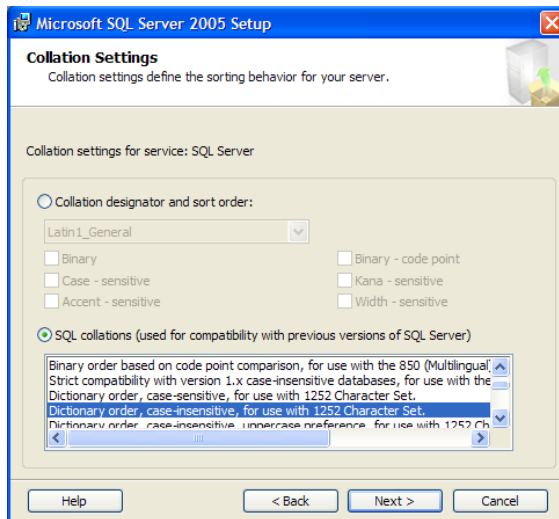 Microsoft SQL Server 2005 Setup
Collation Settings
Collation settings define the sorting behavior for your server.
Collation settings for service: SQL Server
Collation designator and sort order:
Latin1_General
Binary
Binary - code point
Case - sensitive
Kana - sensitive
Accent - sensitive
Width - sensitive
SQL collations (used for compatibility with previous versions of SQL Server)
Binary order based on code point comparison, for use with the 850 (Multilingual)
Strict compatibility with version 1.x case-insensitive databases, for use with the
Dictionary order, case-sensitive, for use with 1252 Character Set.
Dictionary order, case-insensitive, for use with 1252 Character Set.
Dictionary order, case-insensitive, uppercase preference, for use with 1252 Ch
Help
< Back
Next >
Cancel